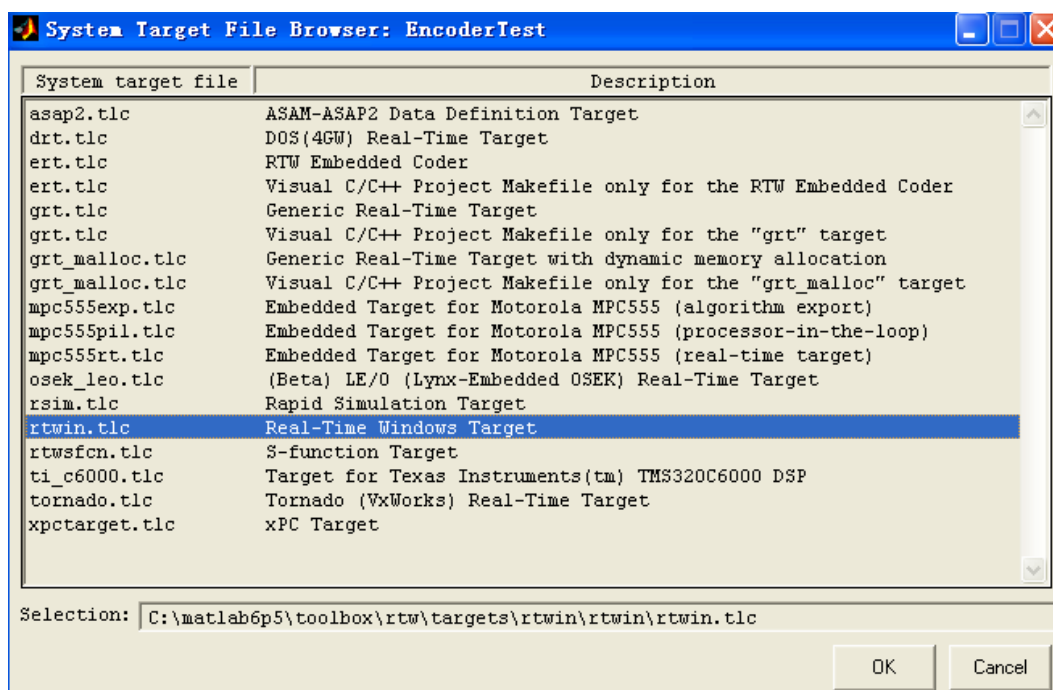 System Target File Browser: EncoderTest
System target file Description
asap2.tlc ASAM-ASAP2 Data Definition Target
drt.tlc DOS(4GW) Real-Time Target
ert.tlc RTW Embedded Coder
ert.tlc Visual C/C++ Project Makefile only for the RTW Embedded Coder
grt.tlc Generic Real-Time Target
grt.tlc Visual C/C++ Project Makefile only for the "grt" target
grt_malloc.tlc Generic Real-Time Target with dynamic memory allocation
grt_malloc.tlc Visual C/C++ Project Makefile only for the "grt_malloc" target
mpc555exp.tlc Embedded Target for Motorola MPC555 (algorithm export)
mpc555pil.tlc Embedded Target for Motorola MPC555 (processor-in-the-loop)
mpc555rt.tlc Embedded Target for Motorola MPC555 (real-time target)
osek_leo.tlc (Beta) LE/O (Lynx-Embedded OSEK) Real-Time Target
rsim.tlc Rapid Simulation Target
rtwin.tlc Real-Time Windows Target
rtwsfcn.tlc S-function Target
ti_c6000.tlc Target for Texas Instruments(tm) TMS320C6000 DSP
tornado.tlc Tornado (VxWorks) Real-Time Target
xpctarget.tlc xPC Target
Selection: C:\matlab6p5\toolbox\rtw\targets\rtwin\rtwin\rtwin.tlc
OK Cancel